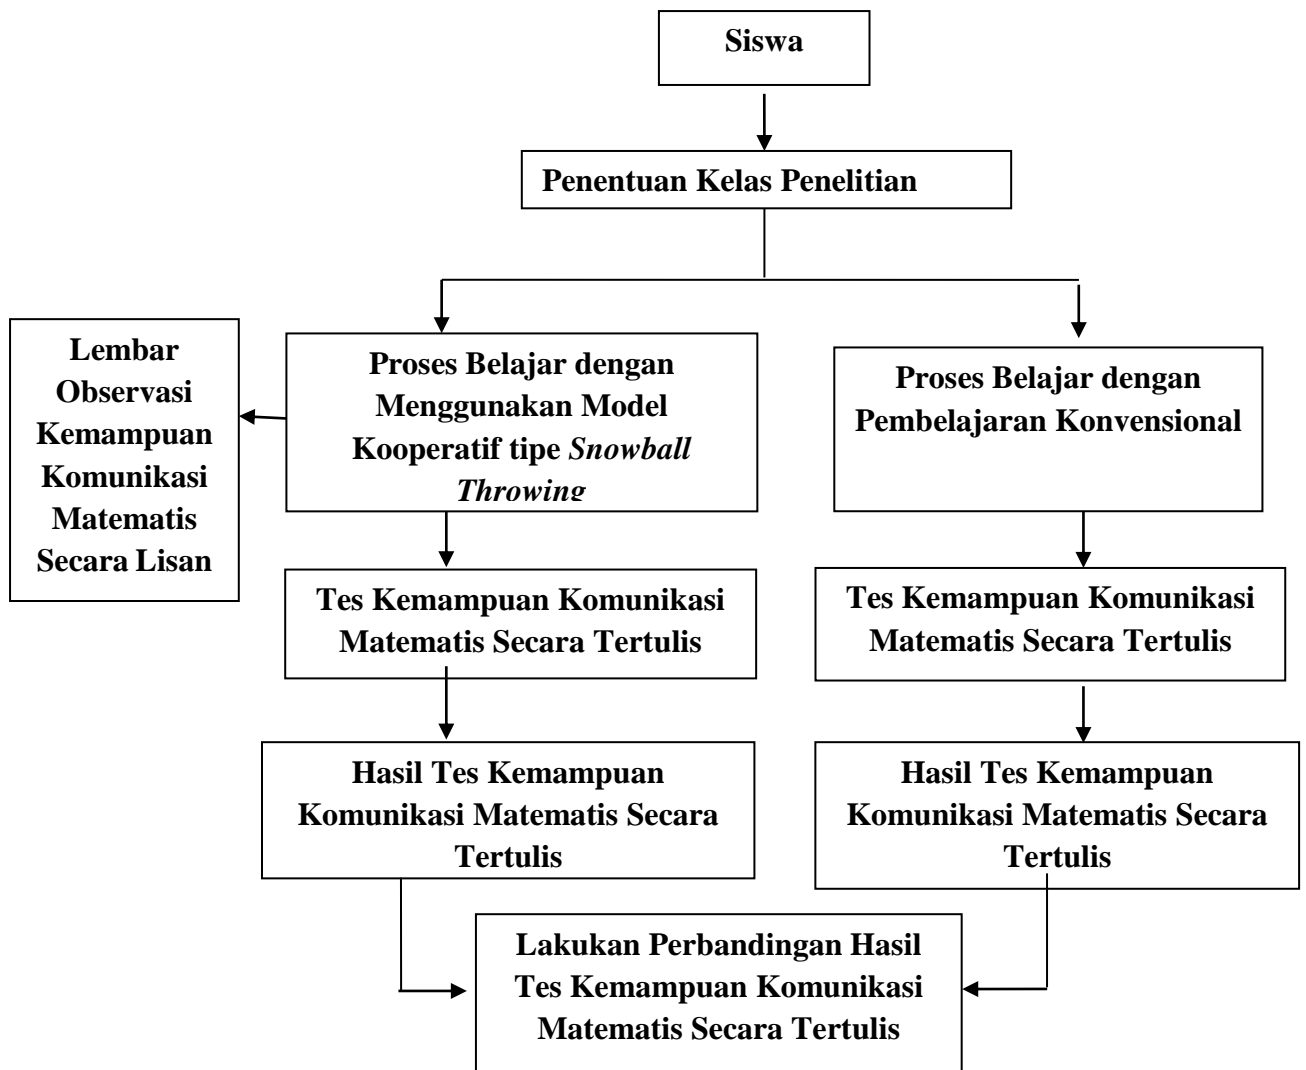 Siswa
Penentuan Kelas Penelitian
Lembar
Observasi
Kemampuan
Komunikasi
Matematis
Secara Lisan
Proses Belajar dengan
Menggunakan Model
Kooperatif tipe Snowball
Throwing
Proses Belajar dengan
Pembelajaran Konvensional
Tes Kemampuan Komunikasi
Matematis Secara Tertulis
Tes Kemampuan Komunikasi
Matematis Secara Tertulis
Hasil Tes Kemampuan
Komunikasi Matematis Secara
Tertulis
Hasil Tes Kemampuan
Komunikasi Matematis Secara
Tertulis
Lakukan Perbandingan Hasil
Tes Kemampuan Komunikasi
Matematis Secara Tertulis